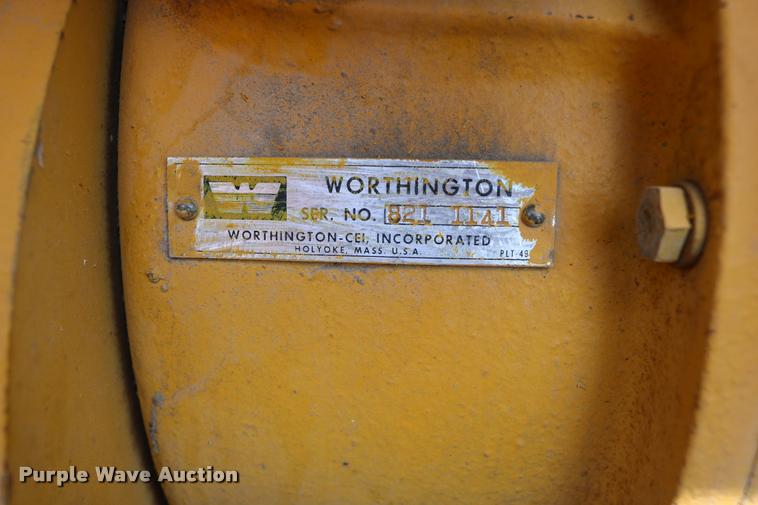 WORTHINGTON
SER. NO. 821 1141
WORTHINGTON-CEI, INCORPORATED
HOLYOKE, MASS. U.S.A.
PLT 49
Purple Wave Auction